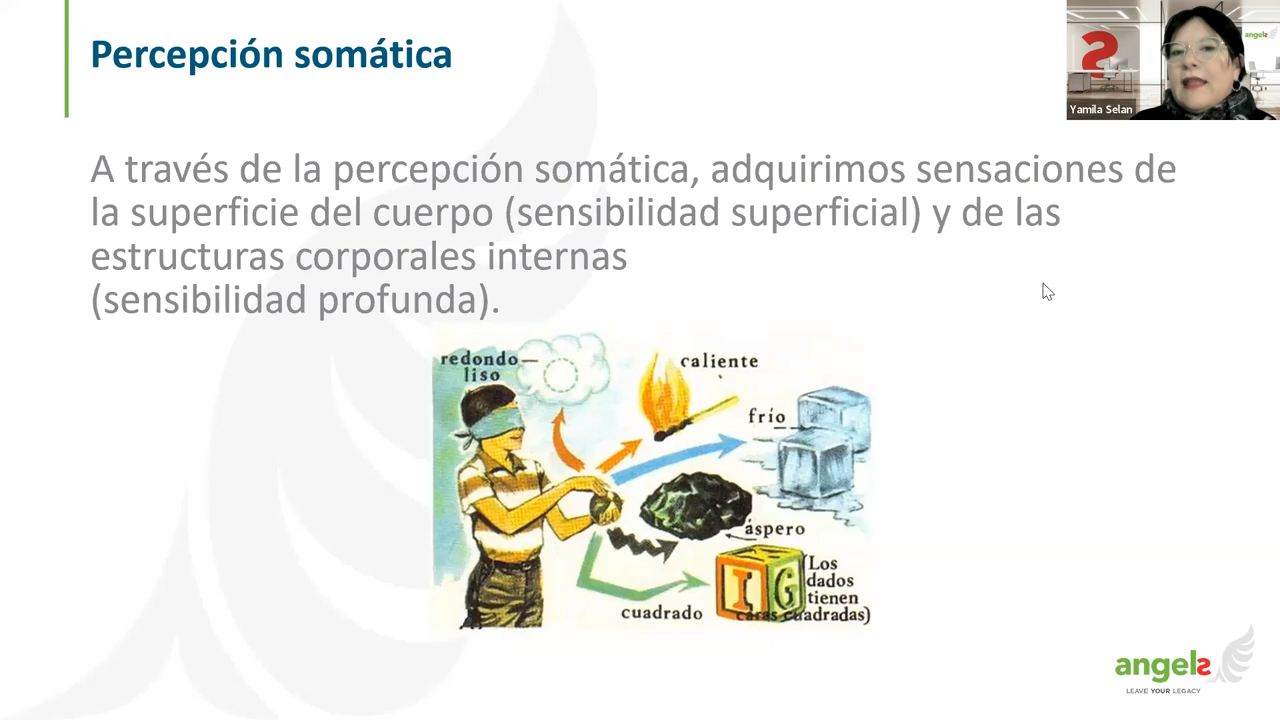 Percepción somática
angels
Yamila Selan
A través de la percepción somática, adquirimos sensaciones de
la superficie del cuerpo (sensibilidad superficial) y de las
estructuras corporales internas
(sensibilidad profunda).
redondo
liso
caliente
frío
áspero
(Los
dados
tienen
caras cuadradas)
cuadrado
I G
angels
LEAVE YOUR LEGACY